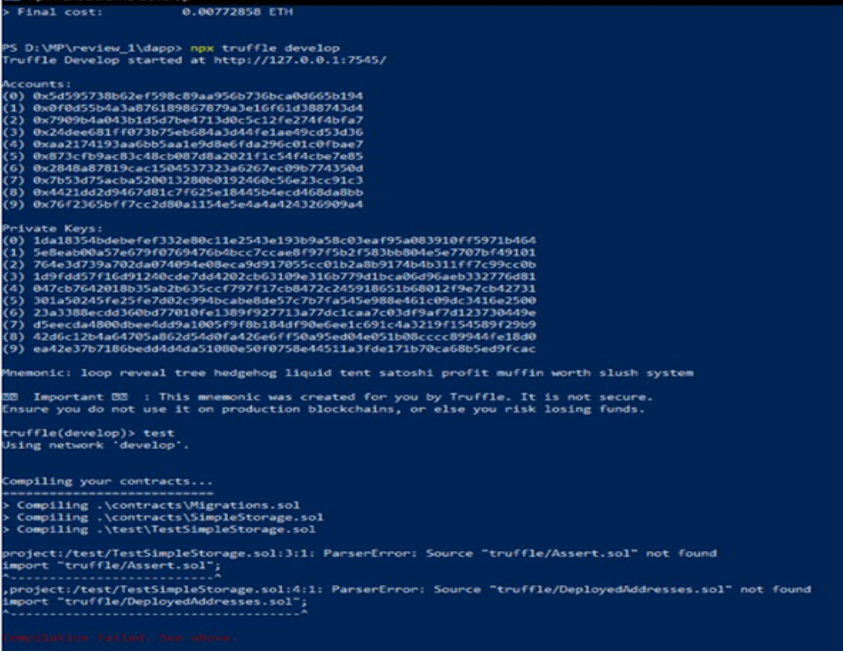 > Final cost: 0.00772858 ETH
PS D:\MP\review_1\dapp> npx truffle develop
Truffle Develop started at http://127.0.0.1:7545/
Accounts:
(0) 0x5d595738b62ef598c89aa956b736bca0d665b194
(1) 0x0f0d55b4a3a876189867879a3e16f61d388743d4
(2) 0x7909b4a043b1d5d7be4713d0c5c12fe274f4bfa7
(3) 0x24dee681ff073b75eb684a3d44fe1ae49cd53d36
(4) 0xaa2174193aa6bb5aa1e9d8e6fda296c01c0fbae7
(5) 0x873cfb9ac83c48cb087d8a2021f1c54f4cbe7e85
(6) 0x2848a87819cac1504537323a6267ec09b774350d
(7) 0x7b53d75acba520013280b0192460c56e23cc91c3
(8) 0x4421dd2d9467d81c7f625e18445b4ecd468da8bb
(9) 0x76f2365bff7cc2d80a1154e5e4a4a424326909a4
Private Keys:
(0) 1da18354bdebefef332e80c11e2543e193b9a58c03eaf95a083910ff5971b464
(1) 5e8eab00a57e679f0769476b4bcc7ccae8f97f5b2f583bb804e5e7707bf49101
(2) 764e3d739a702da074094e08eca9d917055cc01b2a8b9174b4b311ff7c99cc0b
(3) 1d9fdd57f16d91240cde7dd4202cb63109e316b779d1bca06d96aeb332776d81
(4) 047cb7642018b35ab2b635ccf797f17cb8472c245918651b68012f9e7cb42731
(5) 301a50245fe25fe7d02c994bcabe8de57c7b7fa545e988e461c09dc3416e2500
(6) 23a3388ecdd360bd77010fe1389f927713a77dc1caa7c03df9af7d123730449e
(7) d5eecda4800dbee4dd9a1005f9f8b184df90e6ee1c691c4a3219f154589f29b9
(8) 42d6c12b4a64705a862d54d0fa426e6ff50a95ed04e051b08cccc89944fe18d0
(9) ea42e37b7186bedd4d4da51080e50f0758e44511a3fde171b70ca68b5ed9fcac
Mnemonic: loop reveal tree hedgehog liquid tent satoshi profit muffin worth slush system
Important : This mnemonic was created for you by Truffle. It is not secure.
Ensure you do not use it on production blockchains, or else you risk losing funds.
truffle(develop)> test
Using network 'develop'.
Compiling your contracts...
===========================
> Compiling .\contracts\Migrations.sol
> Compiling .\contracts\SimpleStorage.sol
> Compiling .\test\TestSimpleStorage.sol
project:/test/TestSimpleStorage.sol:3:1: ParserError: Source "truffle/Assert.sol" not found
import "truffle/Assert.sol";
^--------------------------^
,project:/test/TestSimpleStorage.sol:4:1: ParserError: Source "truffle/DeployedAddresses.sol" not found
import "truffle/DeployedAddresses.sol";
^-------------------------------------^
Compilation failed. See above.